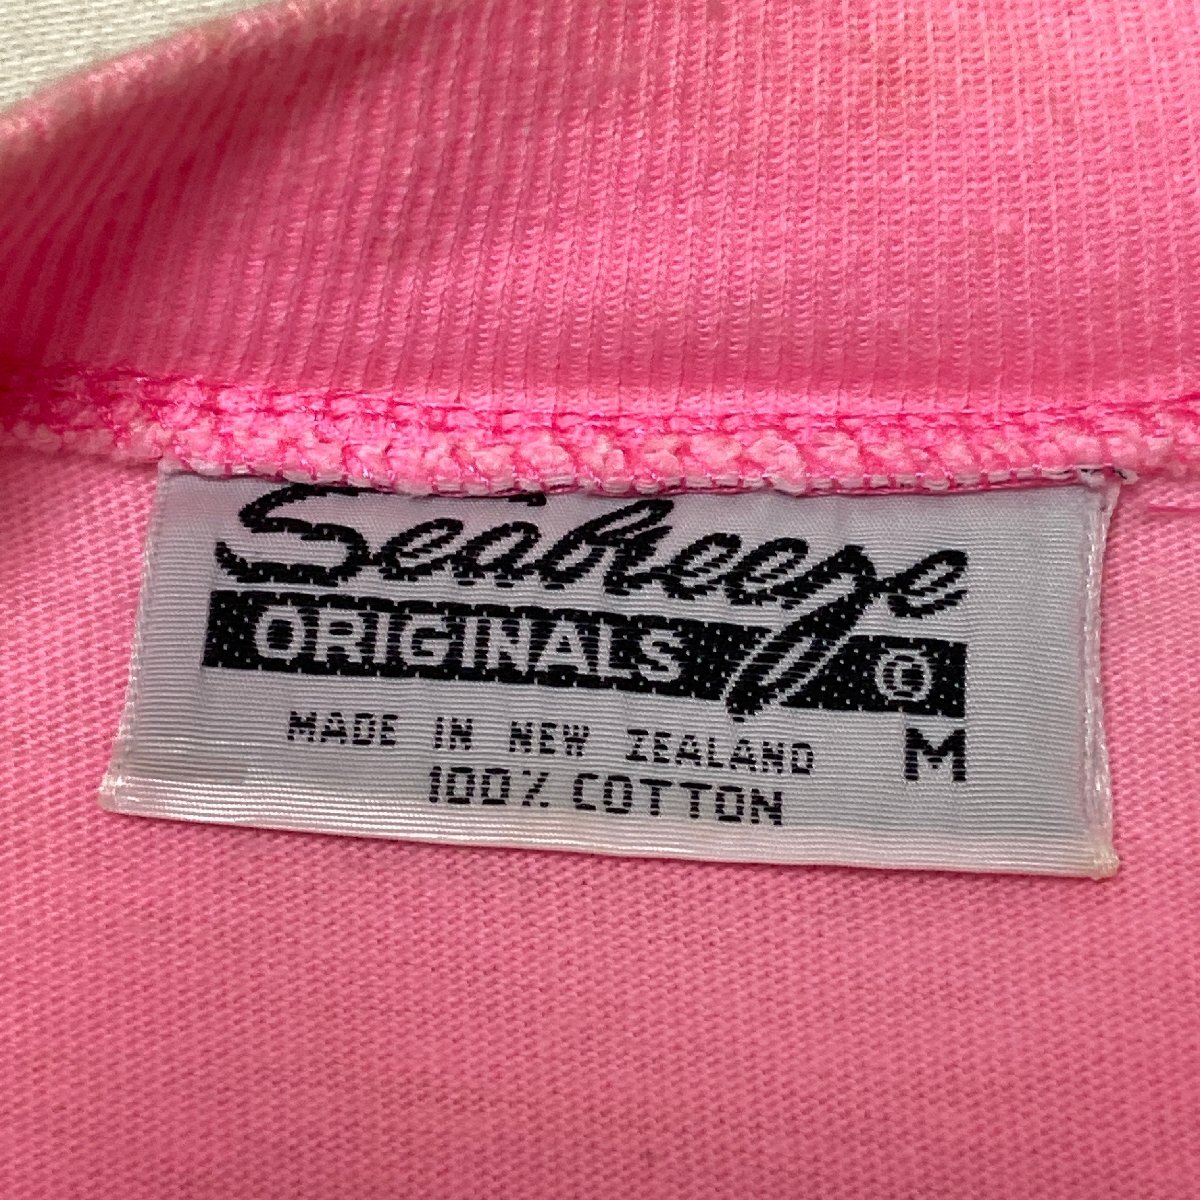 Seabreeze
ORIGINALS ©
MADE IN NEW ZEALAND M
100% COTTON